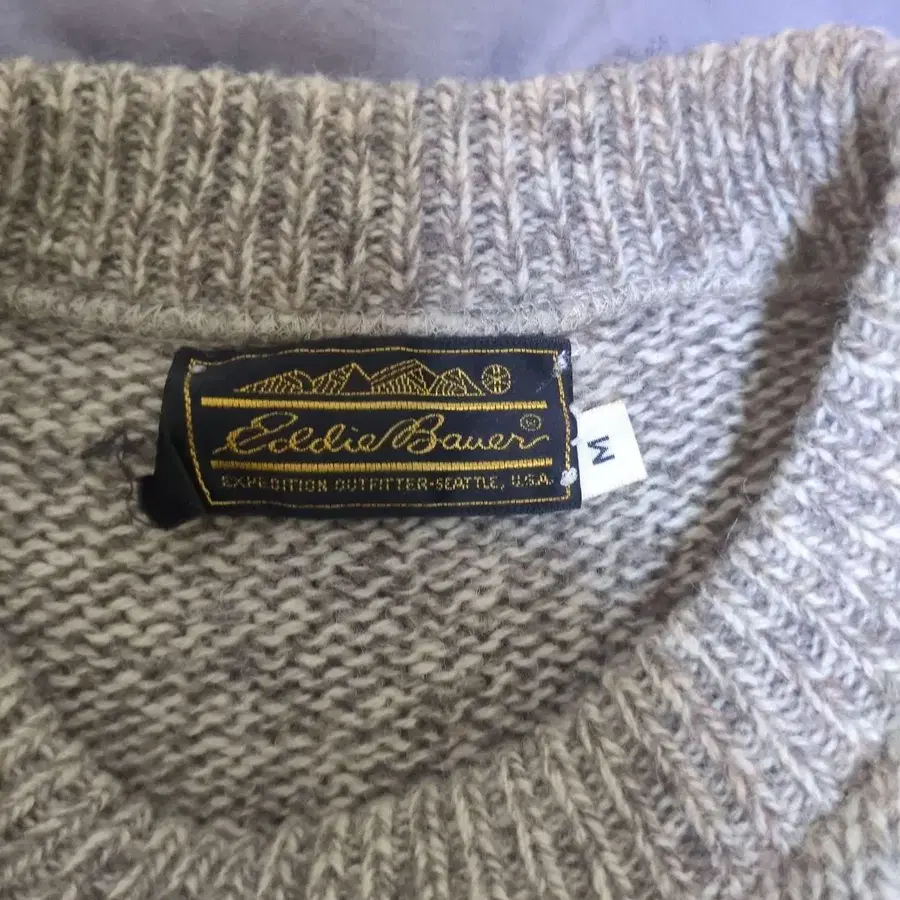 Eddie Bauer®
EXPEDITION OUTFITTER-SEATTLE, U.S.A.
M